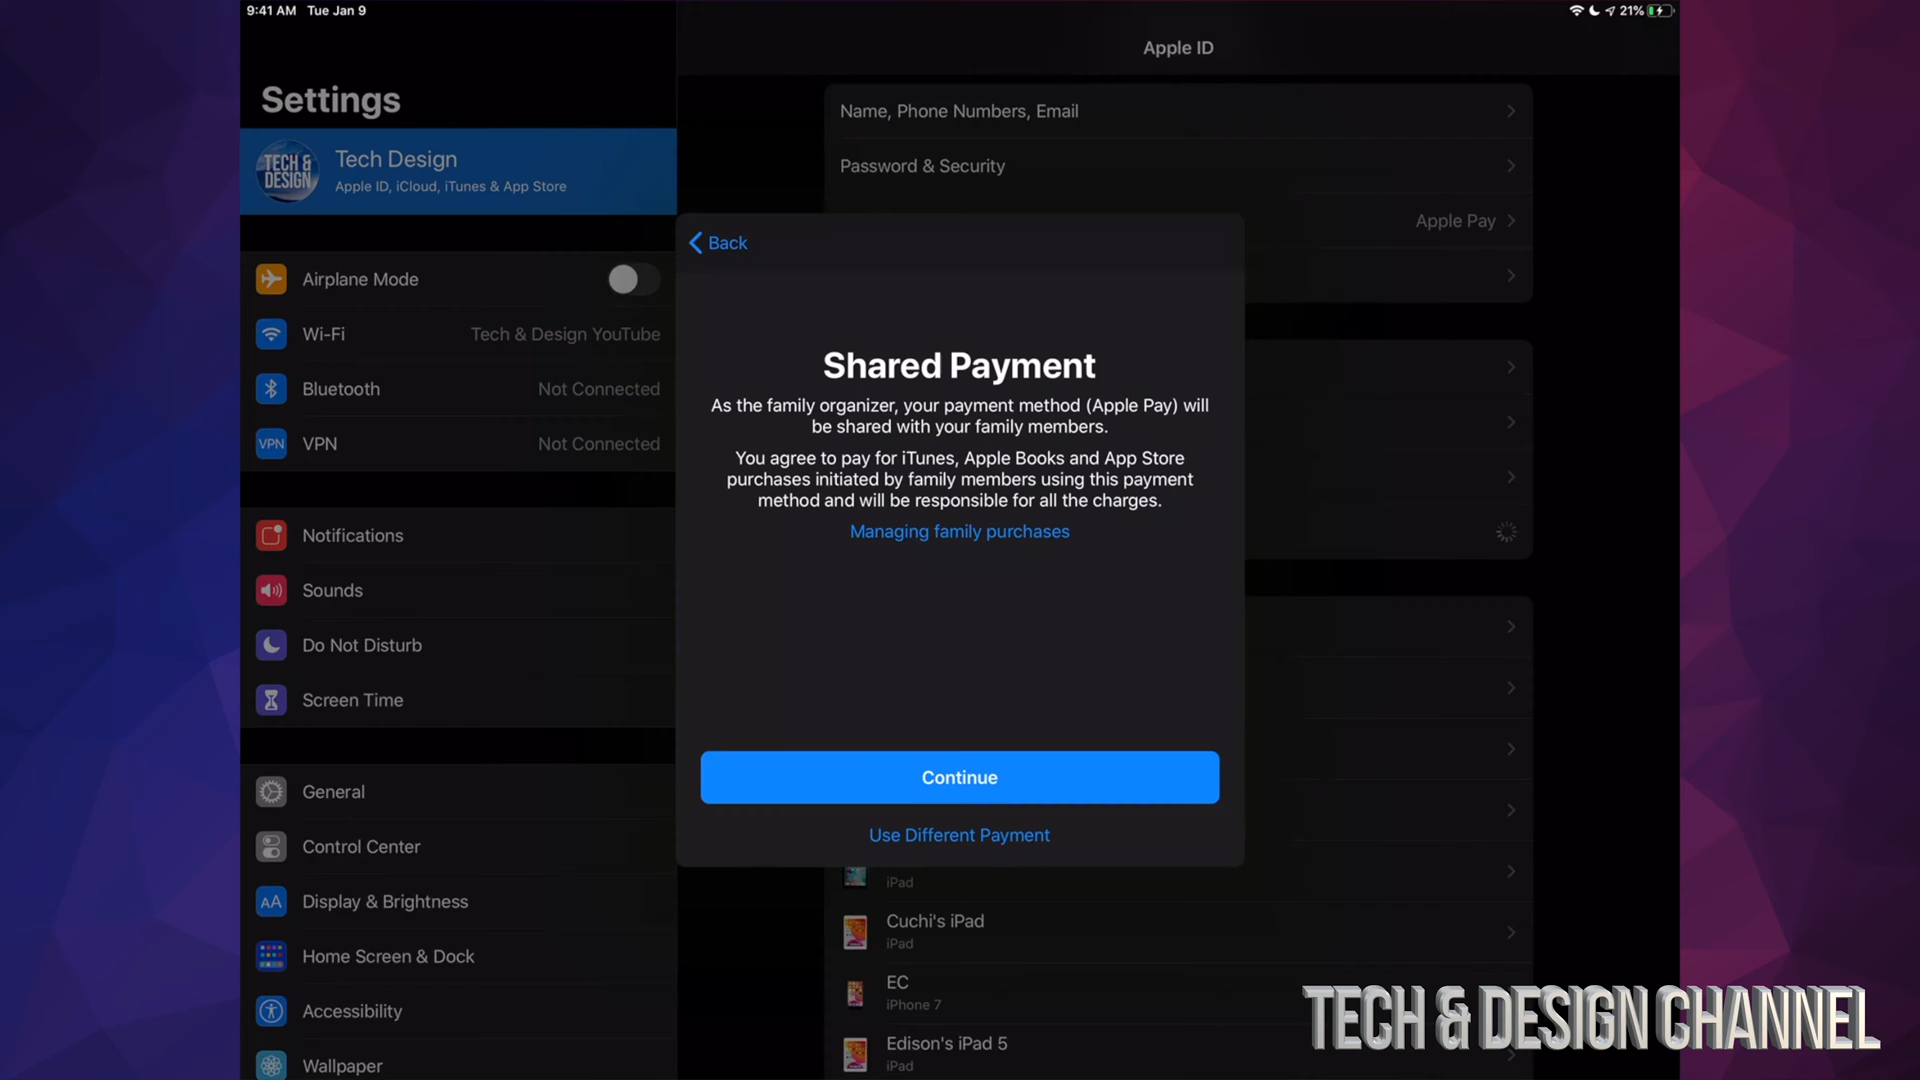 9:41 AM Tue Jan 9
21%
Settings
TECH &
DESIGN
Tech Design
Apple ID, iCloud, iTunes & App Store
Airplane Mode
Wi-Fi Tech & Design YouTube
Bluetooth Not Connected
VPN VPN Not Connected
Notifications
Sounds
Do Not Disturb
Screen Time
General
Control Center
AA Display & Brightness
Home Screen & Dock
Accessibility
Wallpaper
Apple ID
Name, Phone Numbers, Email
Password & Security
Apple Pay
Back
Shared Payment
As the family organizer, your payment method (Apple Pay) will
be shared with your family members.
You agree to pay for iTunes, Apple Books and App Store
purchases initiated by family members using this payment
method and will be responsible for all the charges.
Managing family purchases
Continue
Use Different Payment
iPad
Cuchi's iPad
iPad
EC
iPhone 7
Edison's iPad 5
iPad
TECH & DESIGN CHANNEL